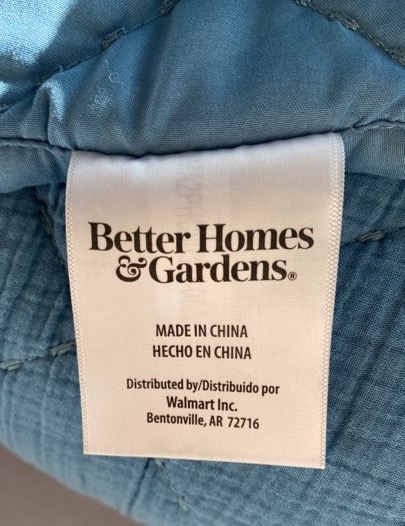 Better Homes
& Gardens®
MADE IN CHINA
HECHO EN CHINA
Distributed by/Distribuido por
Walmart Inc.
Bentonville, AR 72716